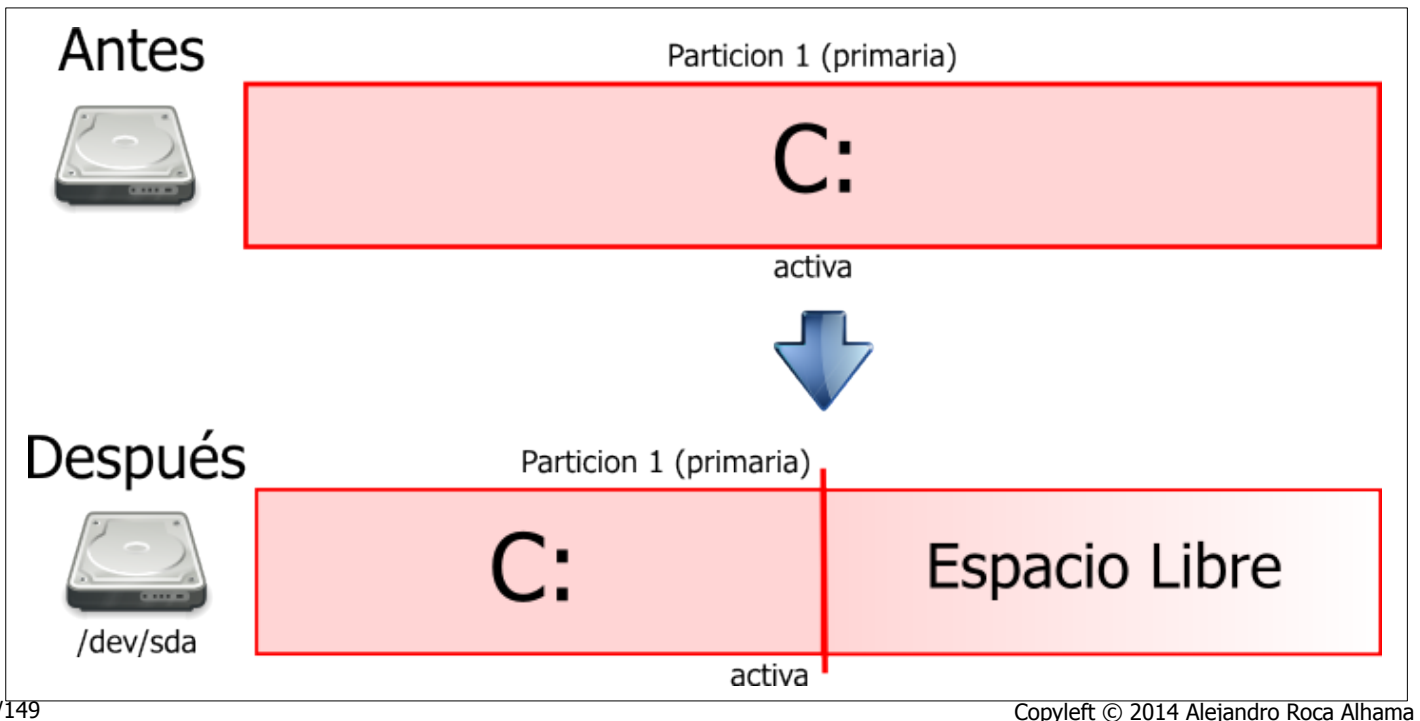 Antes
Particion 1 (primaria)
C:
activa
Después
Particion 1 (primaria)
C:
Espacio Libre
/dev/sda
activa
/149
Copyleft © 2014 Alejandro Roca Alhama